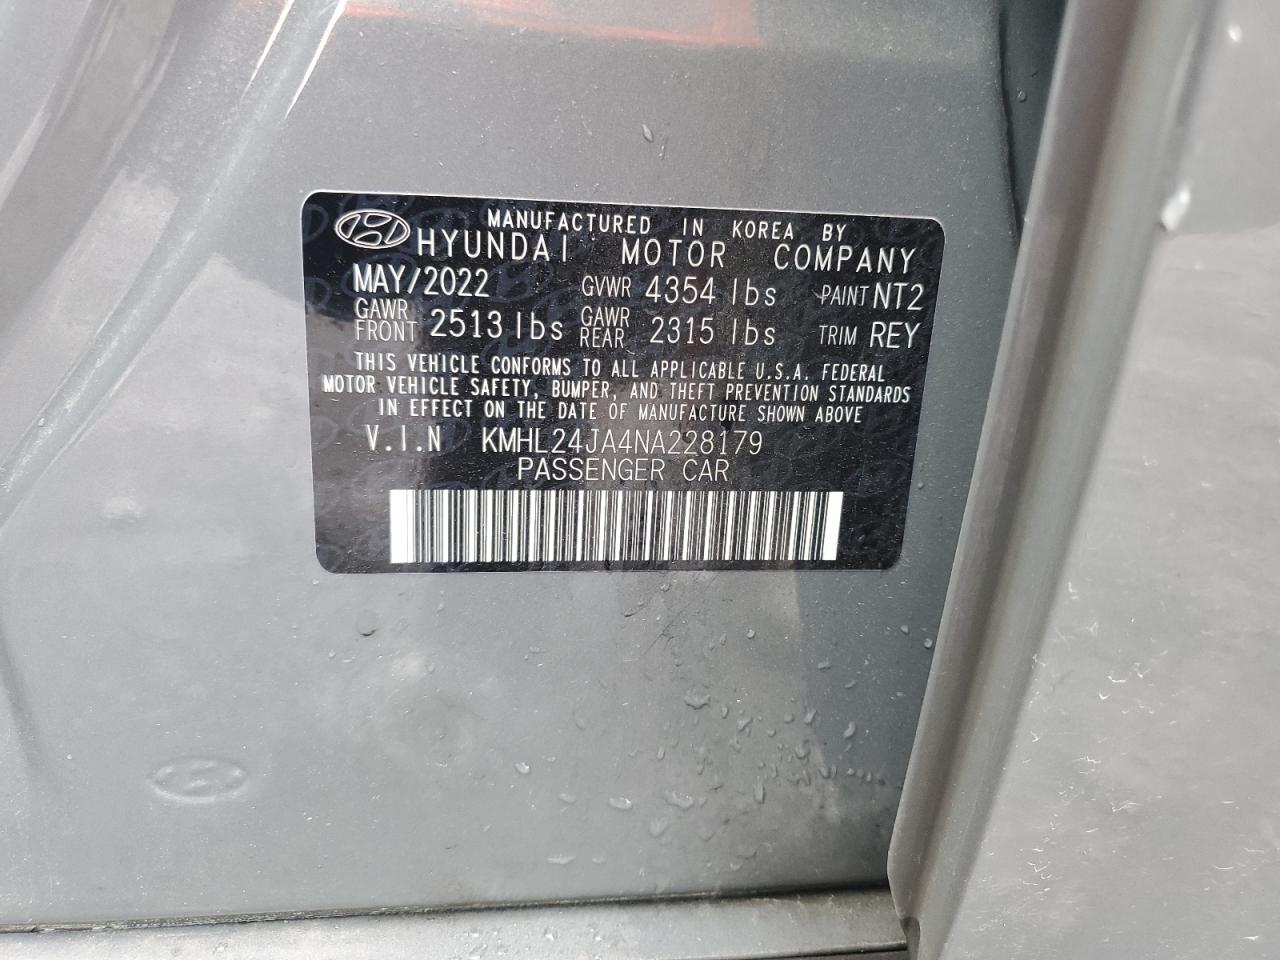 MANUFACTURED IN KOREA BY
HYUNDAI MOTOR COMPANY
MAY/2022 GVWR 4354 lbs PAINT NT2
GAWR FRONT 2513 lbs GAWR REAR 2315 lbs TRIM REY
THIS VEHICLE CONFORMS TO ALL APPLICABLE U.S.A. FEDERAL
MOTOR VEHICLE SAFETY, BUMPER, AND THEFT PREVENTION STANDARDS
IN EFFECT ON THE DATE OF MANUFACTURE SHOWN ABOVE
V.I.N KMHL24JA4NA228179
PASSENGER CAR